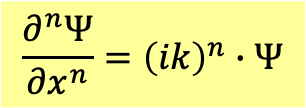 ∂ⁿΨ/∂xⁿ = (ik)ⁿ · Ψ